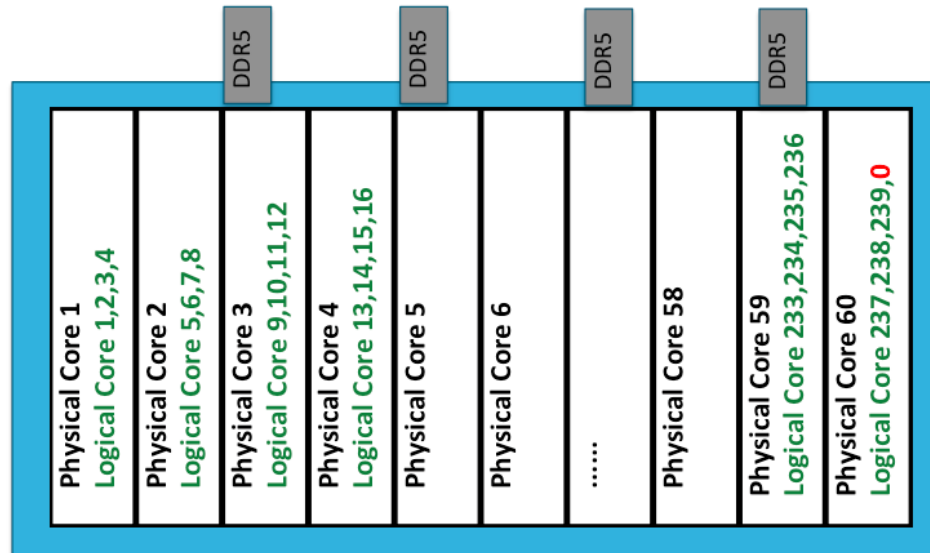 DDR5
DDR5
DDR5
DDR5
Physical Core 1
Logical Core 1,2,3,4
Physical Core 2
Logical Core 5,6,7,8
Physical Core 3
Logical Core 9,10,11,12
Physical Core 4
Logical Core 13,14,15,16
Physical Core 5
Physical Core 6
......
Physical Core 58
Physical Core 59
Logical Core 233,234,235,236
Physical Core 60
Logical Core 237,238,239,0